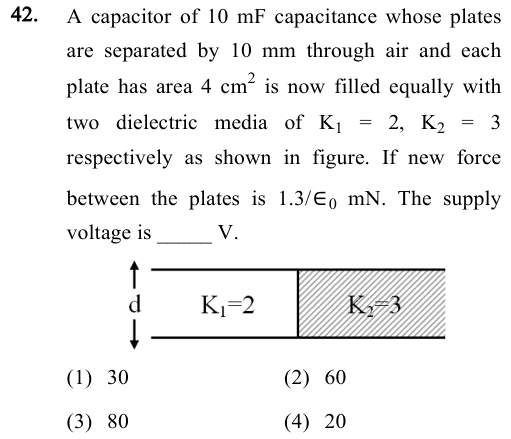 42. A capacitor of 10 mF capacitance whose plates
are separated by 10 mm through air and each
plate has area 4 cm² is now filled equally with
two dielectric media of K₁ = 2, K₂ = 3
respectively as shown in figure. If new force
between the plates is 1.3/∈₀ mN. The supply
voltage is _____ V.
d K₁=2 K₂=3
(1) 30 (2) 60
(3) 80 (4) 20